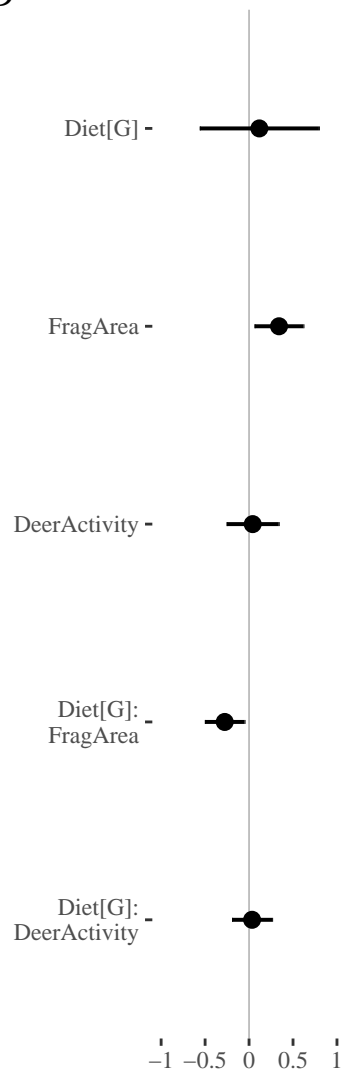 Diet[G]
FragArea
DeerActivity
Diet[G]:
FragArea
Diet[G]:
DeerActivity
−1 −0.5 0 0.5 1